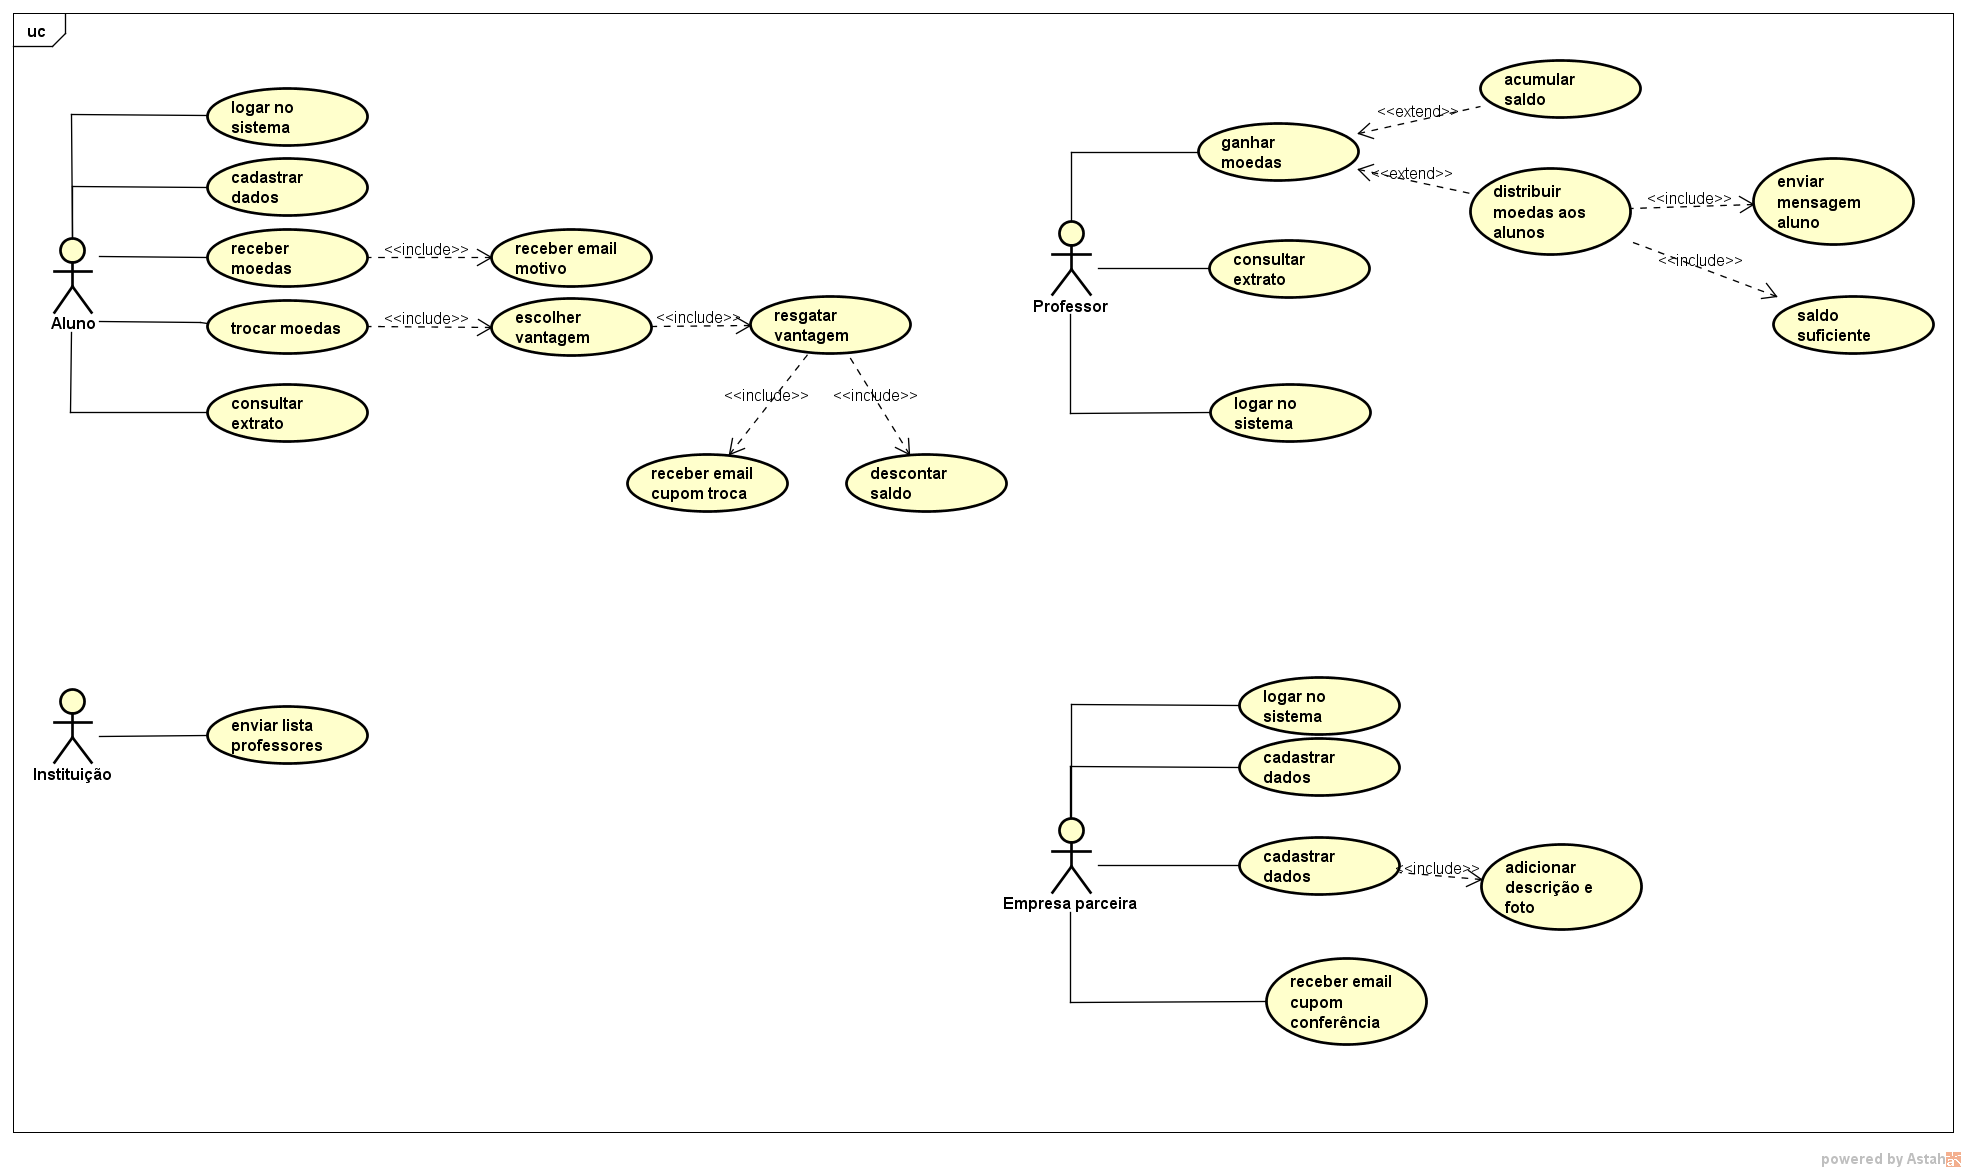 uc
logar no
sistema
cadastrar
dados
receber
moedas
<<include>>
receber email
motivo
Aluno
trocar moedas
<<include>>
escolher
vantagem
<<include>>
resgatar
vantagem
<<include>>
<<include>>
consultar
extrato
receber email
cupom troca
descontar
saldo
acumular
saldo
<<extend>>
ganhar
moedas
<<extend>>
distribuir
moedas aos
alunos
<<include>>
enviar
mensagem
aluno
<<include>>
saldo
suficiente
Professor
consultar
extrato
logar no
sistema
Instituição
enviar lista
professores
logar no
sistema
cadastrar
dados
Empresa parceira
cadastrar
dados
<<include>>
adicionar
descrição e
foto
receber email
cupom
conferência
powered by Astah